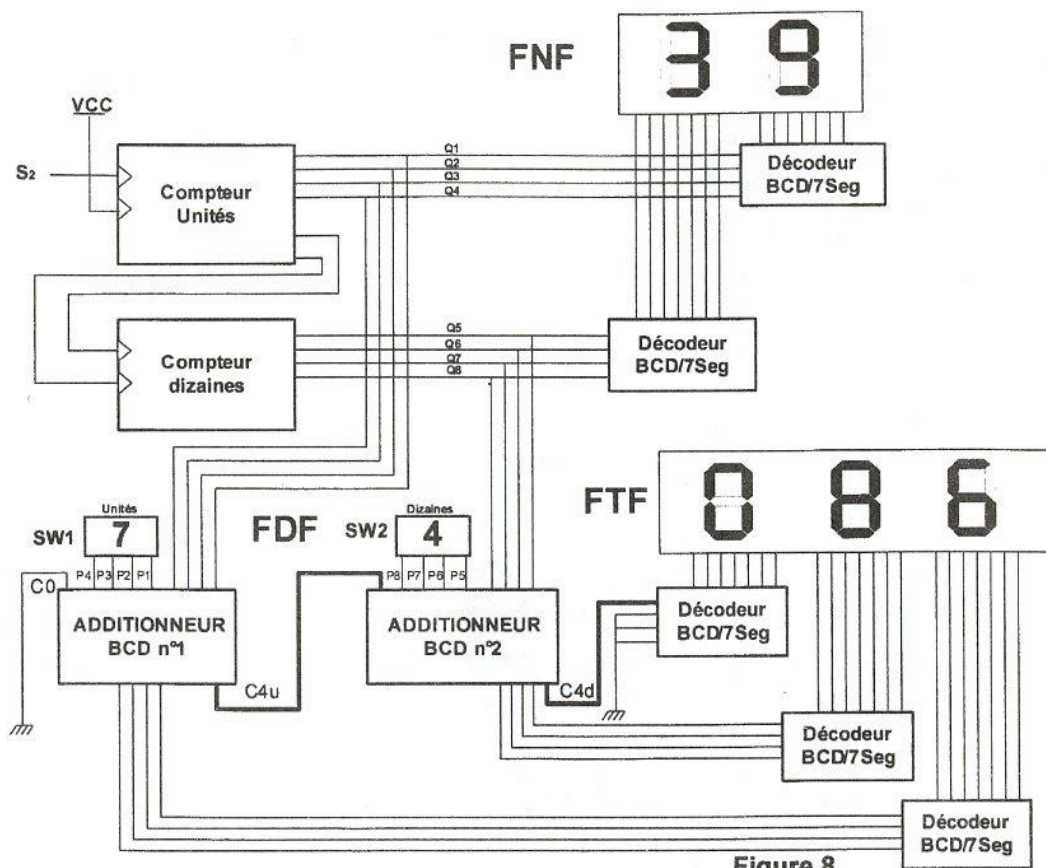 FNF
39
VCC
S2
Compteur
Unités
Q1
Q2
Q3
Q4
Décodeur
BCD/7Seg
Compteur
dizaines
Q5
Q6
Q7
Q8
Décodeur
BCD/7Seg
FTF
086
SW1
Unités
7
FDF
SW2
Dizaines
4
C0
P4 P3 P2 P1
P8 P7 P6 P5
ADDITIONNEUR
BCD n°1
C4u
ADDITIONNEUR
BCD n°2
C4d
Décodeur
BCD/7Seg
Décodeur
BCD/7Seg
Décodeur
BCD/7Seg
Figure 8